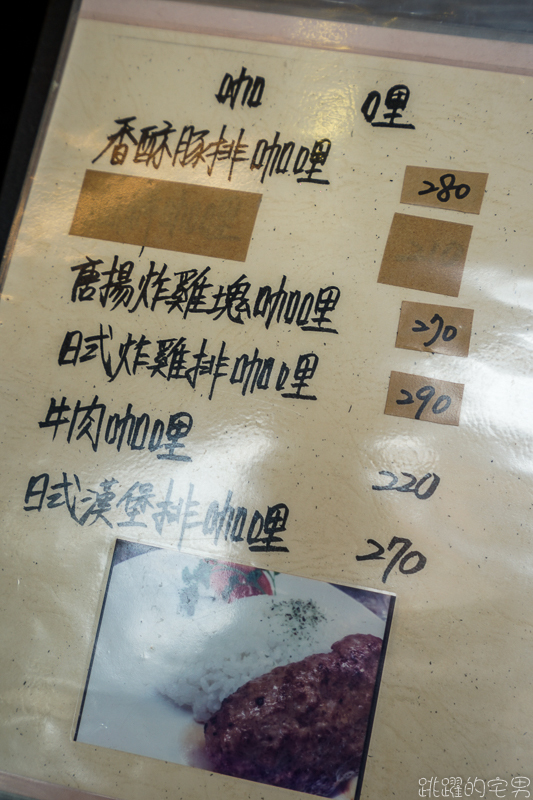 咖 哩
香酥豚排咖哩 280
唐揚炸雞塊咖哩 270
日式炸雞排咖哩 290
牛肉咖哩 220
日式漢堡排咖哩 270
跳躍的宅男